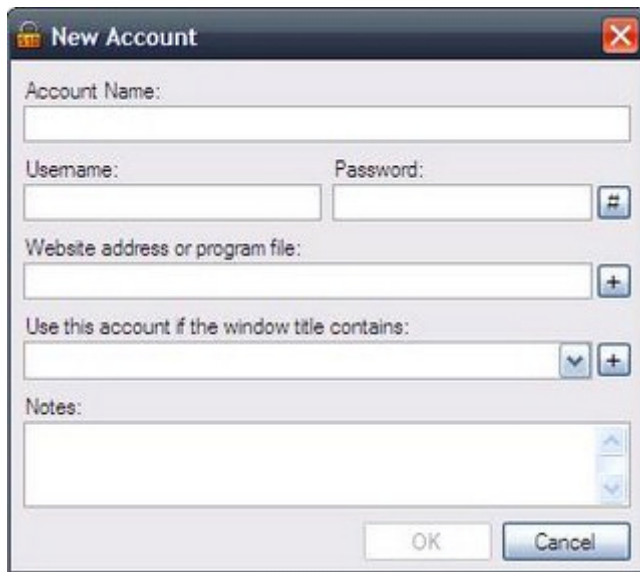 New Account
Account Name:
Username: Password:
#
Website address or program file:
+
Use this account if the window title contains:
+
Notes:
OK Cancel